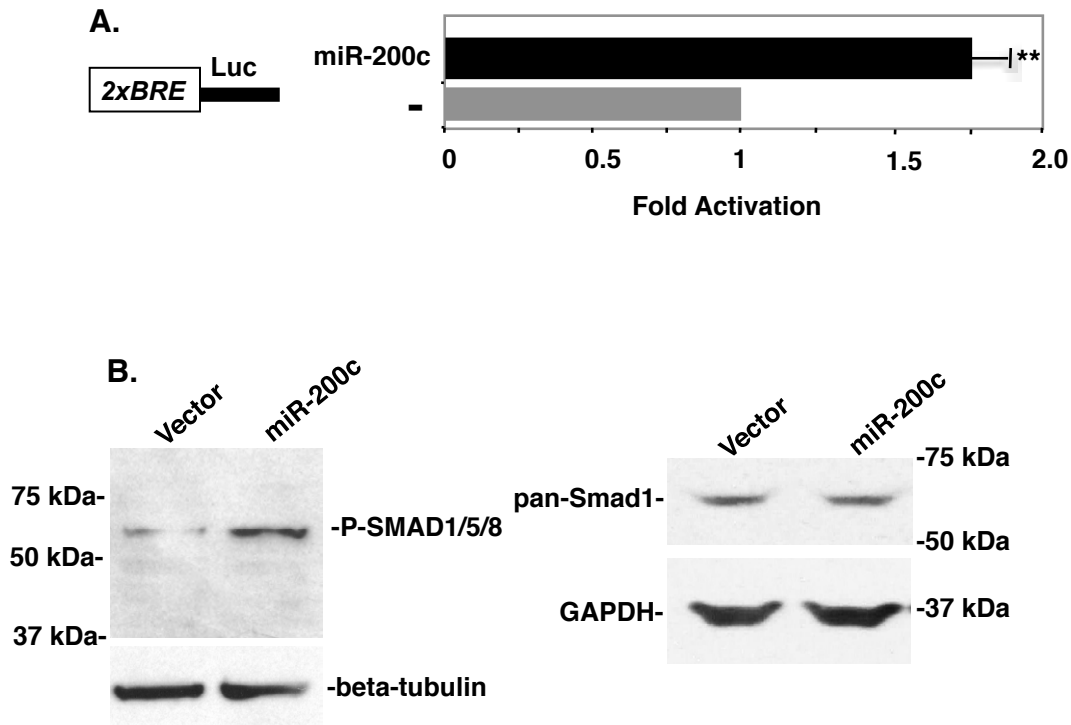 A.
Luc
2xBRE
miR-200c
**
-
0 0.5 1 1.5 2.0
Fold Activation
B.
Vector miR-200c
75 kDa-
-P-SMAD1/5/8
50 kDa-
37 kDa-
-beta-tubulin
Vector miR-200c
-75 kDa
pan-Smad1-
-50 kDa
GAPDH-
-37 kDa